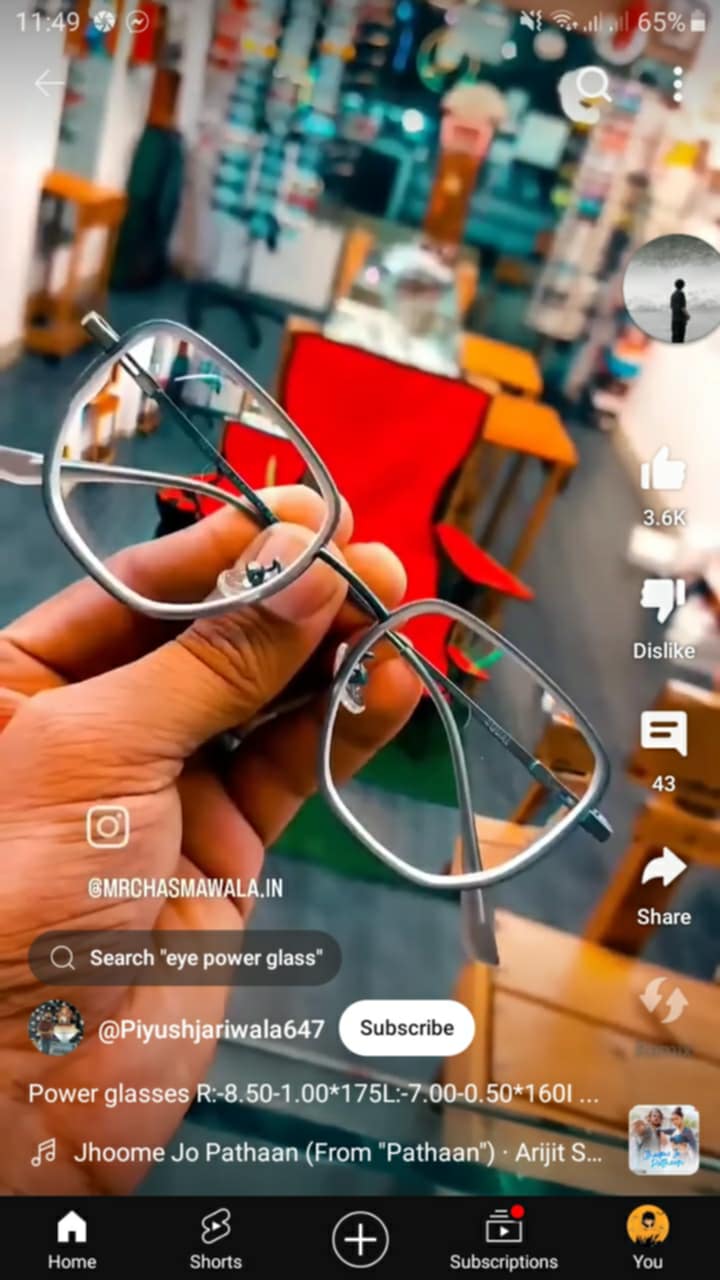 11:49
65%
3.6K
Dislike
43
Share
@MRCHASMAWALA.IN
Search "eye power glass"
@Piyushjariwala647
Subscribe
Remix
Power glasses R:-8.50-1.00*175L:-7.00-0.50*160I ...
Jhoome Jo Pathaan (From "Pathaan") · Arijit S...
Home
Shorts
Subscriptions
You